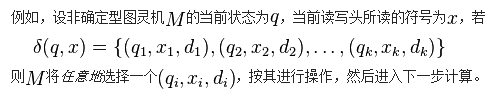 例如，设非确定型图灵机M的当前状态为q，当前读写头所读的符号为x，若
δ(q, x) = {(q1, x1, d1), (q2, x2, d2), . . . , (qk, xk, dk)}
则M将任意地选择一个(qi, xi, di)，按其进行操作，然后进入下一步计算。